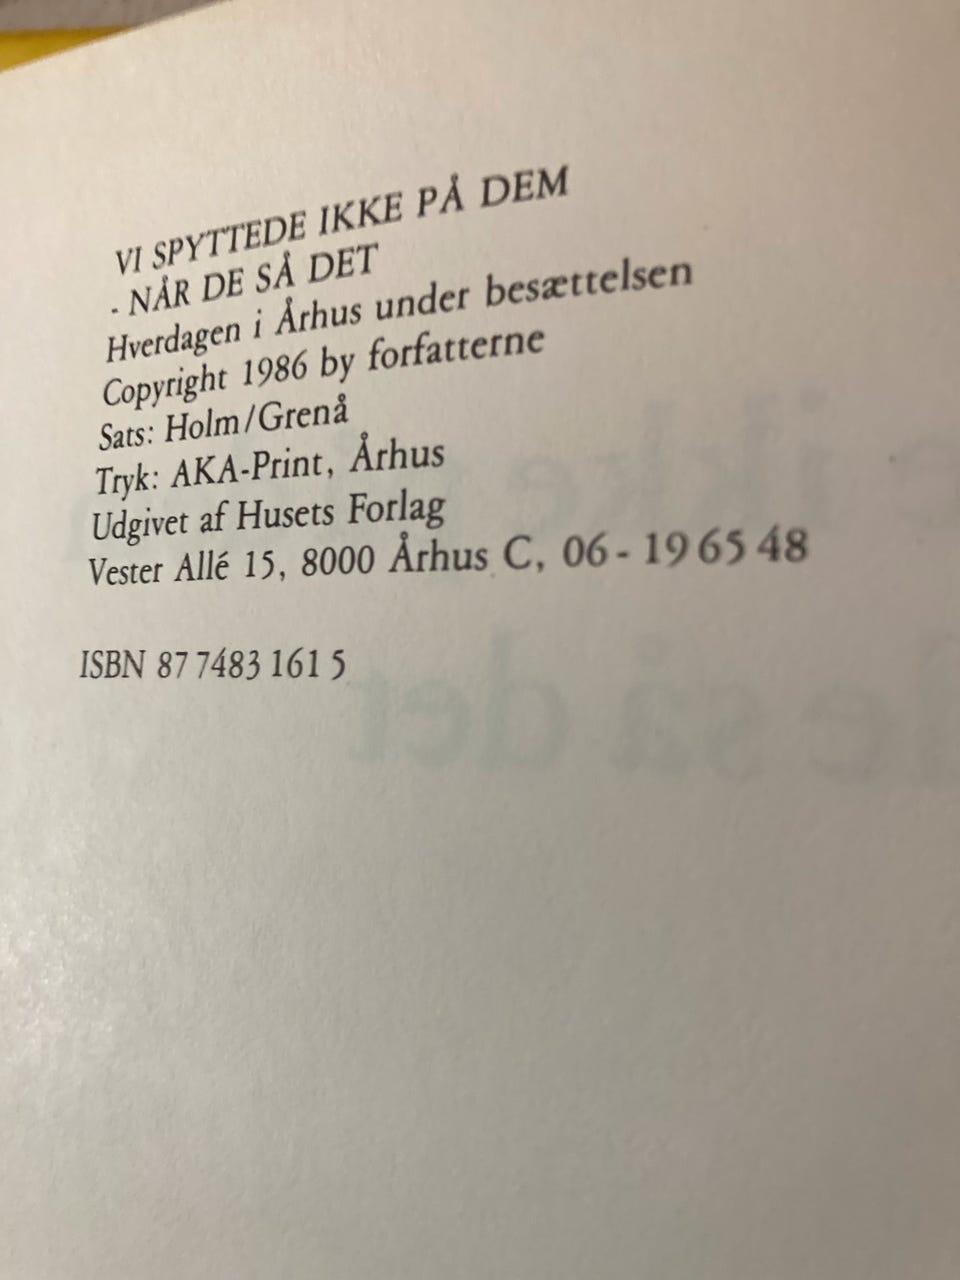 VI SPYTTEDE IKKE PÅ DEM
- NÅR DE SÅ DET
Hverdagen i Århus under besættelsen
Copyright 1986 by forfatterne
Sats: Holm/Grenå
Tryk: AKA-Print, Århus
Udgivet af Husets Forlag
Vester Allé 15, 8000 Århus C, 06 - 19 65 48
ISBN 87 7483 161 5